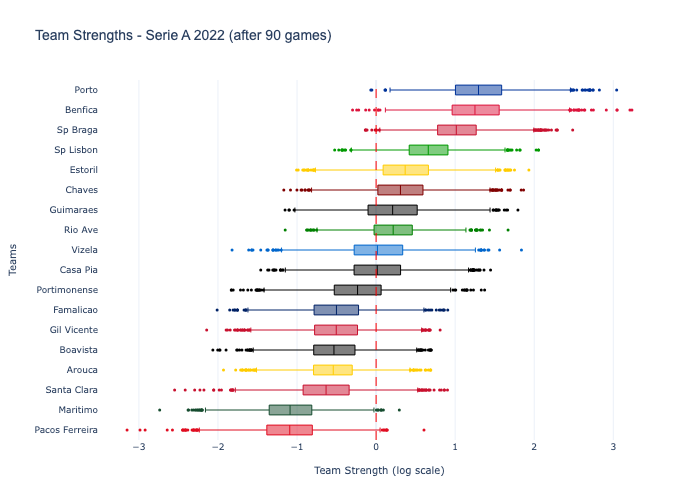 Team Strengths - Serie A 2022 (after 90 games)
Porto
Benfica
Sp Braga
Sp Lisbon
Estoril
Chaves
Guimaraes
Rio Ave
Vizela
Casa Pia
Portimonense
Famalicao
Gil Vicente
Boavista
Arouca
Santa Clara
Maritimo
Pacos Ferreira
Teams
−3 −2 −1 0 1 2 3
Team Strength (log scale)